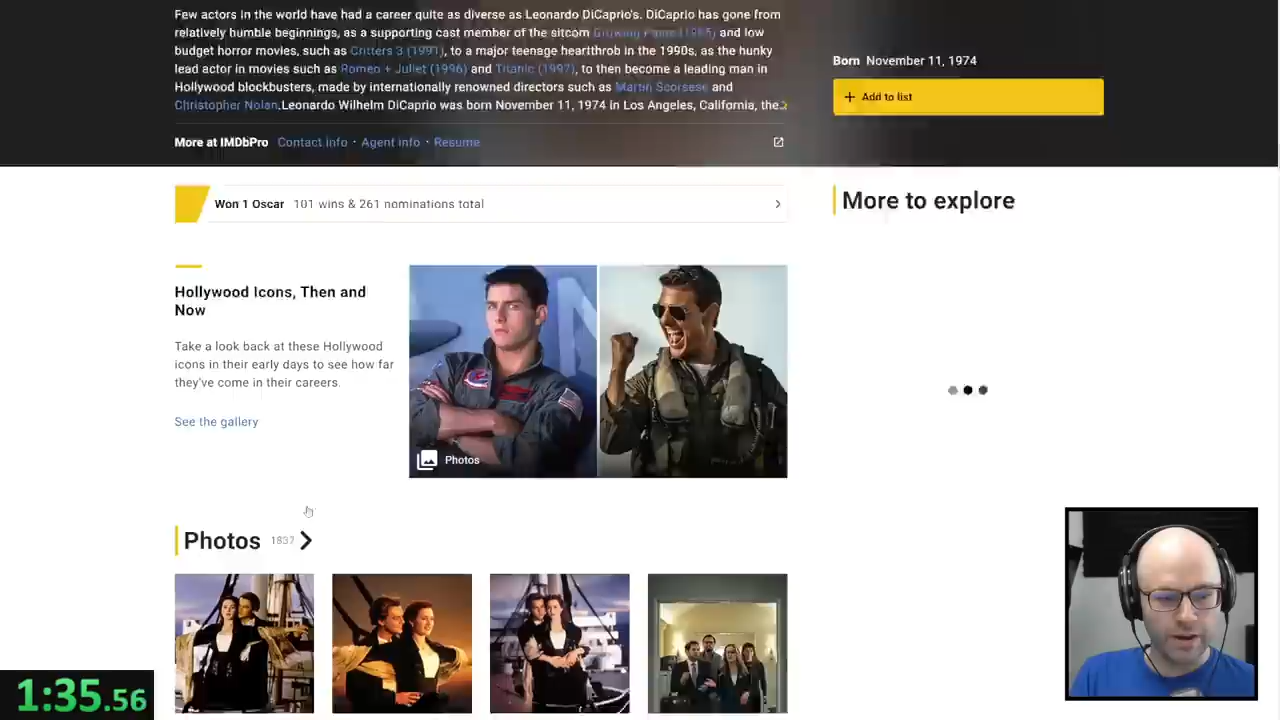 Few actors in the world have had a career quite as diverse as Leonardo DiCaprio's. DiCaprio has gone from
relatively humble beginnings, as a supporting cast member of the sitcom Growing Pains (1985) and low
budget horror movies, such as Critters 3 (1991), to a major teenage heartthrob in the 1990s, as the hunky
lead actor in movies such as Romeo + Juliet (1996) and Titanic (1997), to then become a leading man in
Hollywood blockbusters, made by internationally renowned directors such as Martin Scorsese and
Christopher Nolan.Leonardo Wilhelm DiCaprio was born November 11, 1974 in Los Angeles, California, the...
More at IMDbPro Contact info · Agent info · Resume
Born November 11, 1974
+ Add to list
Won 1 Oscar 101 wins & 261 nominations total
More to explore
Hollywood Icons, Then and
Now
Take a look back at these Hollywood
icons in their early days to see how far
they've come in their careers.
See the gallery
Photos
Photos 1837
1:35.56